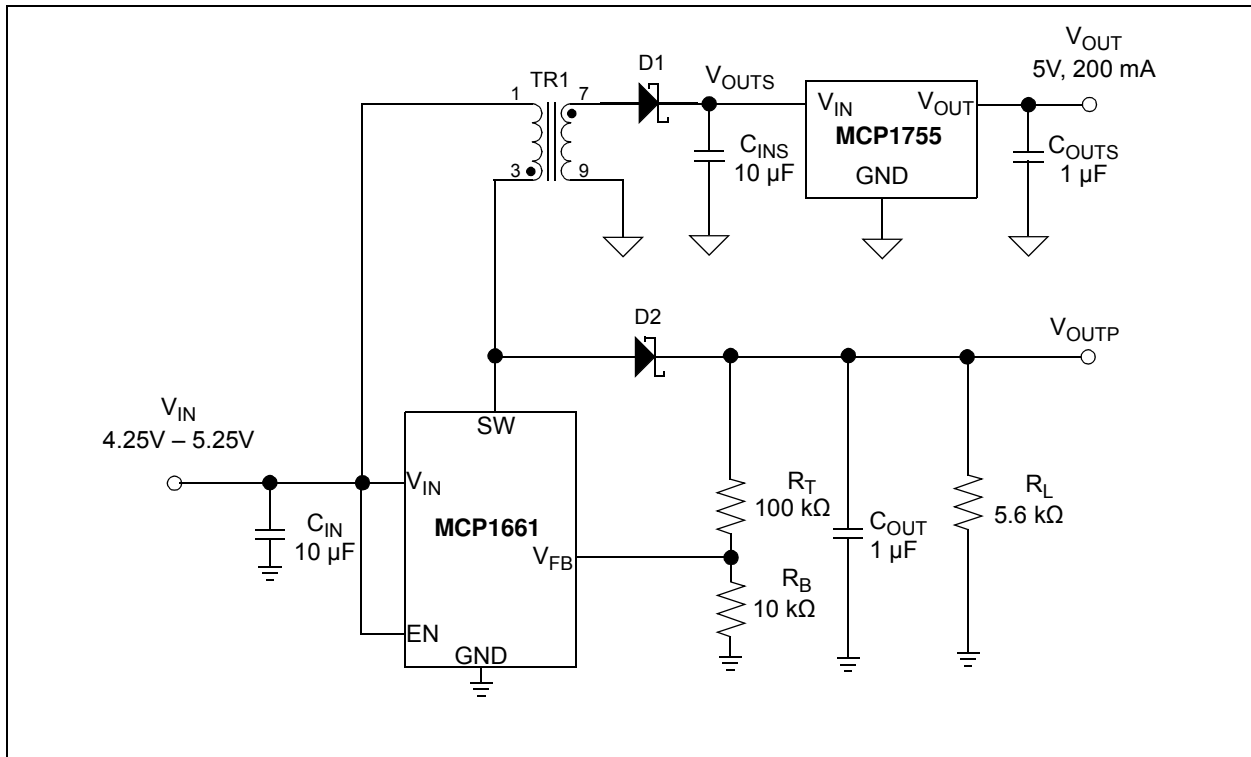 V_OUT
5V, 200 mA
D1
TR1
V_OUTS
1
7
V_IN
V_OUT
MCP1755
GND
C_INS
10 µF
C_OUTS
1 µF
3
9
D2
V_OUTP
V_IN
4.25V – 5.25V
SW
V_IN
MCP1661
V_FB
EN
GND
C_IN
10 µF
R_T
100 kΩ
R_B
10 kΩ
C_OUT
1 µF
R_L
5.6 kΩ